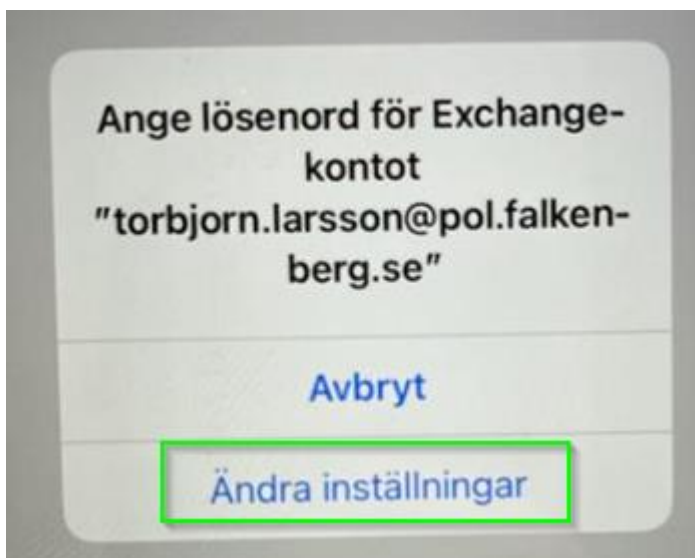 Ange lösenord för Exchange-
kontot
"torbjorn.larsson@pol.falken-
berg.se"
Avbryt
Ändra inställningar